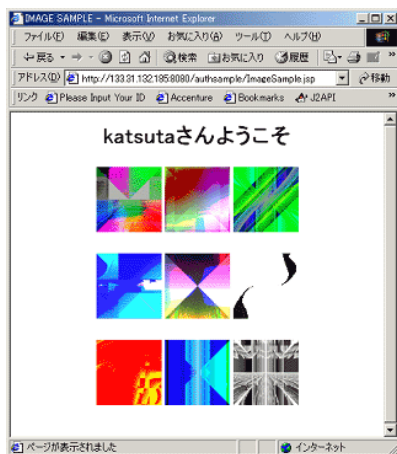 IMAGE SAMPLE - Microsoft Internet Explorer
ファイル(F) 編集(E) 表示(V) お気に入り(A) ツール(T) ヘルプ(H)
戻る 検索 お気に入り 履歴
アドレス(D) http://133.31.132.185:8080/authsample/ImageSample.jsp 移動
リンク Please Input Your ID Accenture Bookmarks J2API
katsutaさんようこそ
ページが表示されました インターネット